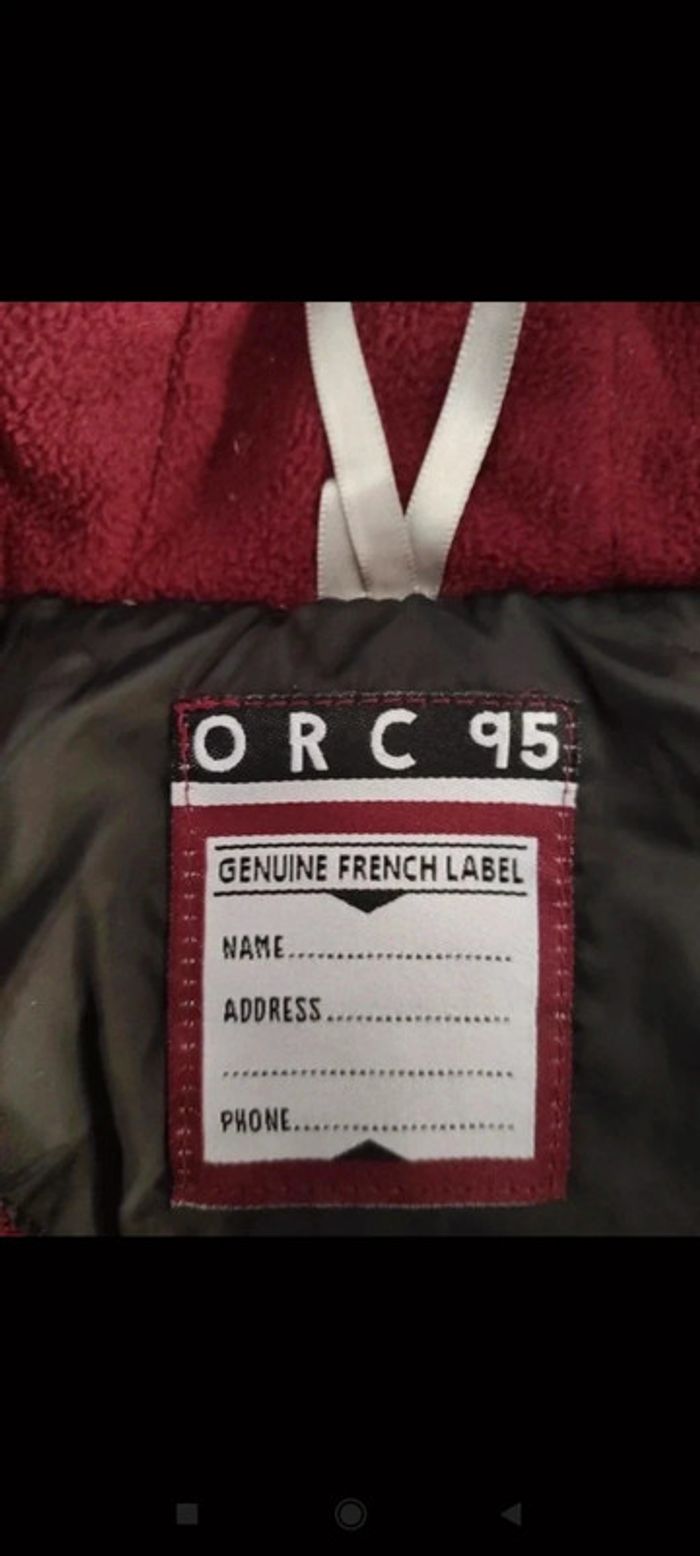 ORC 95
GENUINE FRENCH LABEL
NAME........................
ADDRESS....................
................................
PHONE.......................